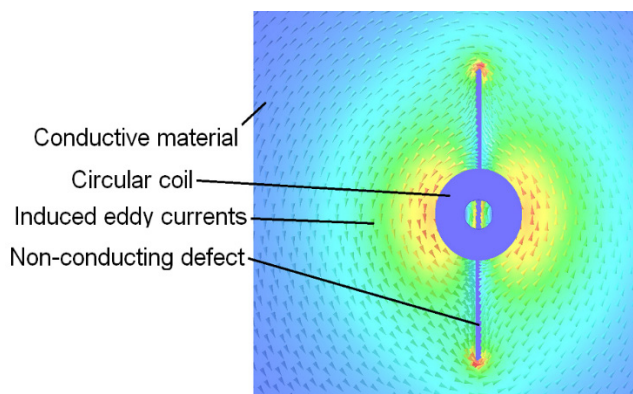 Conductive material
Circular coil
Induced eddy currents
Non-conducting defect